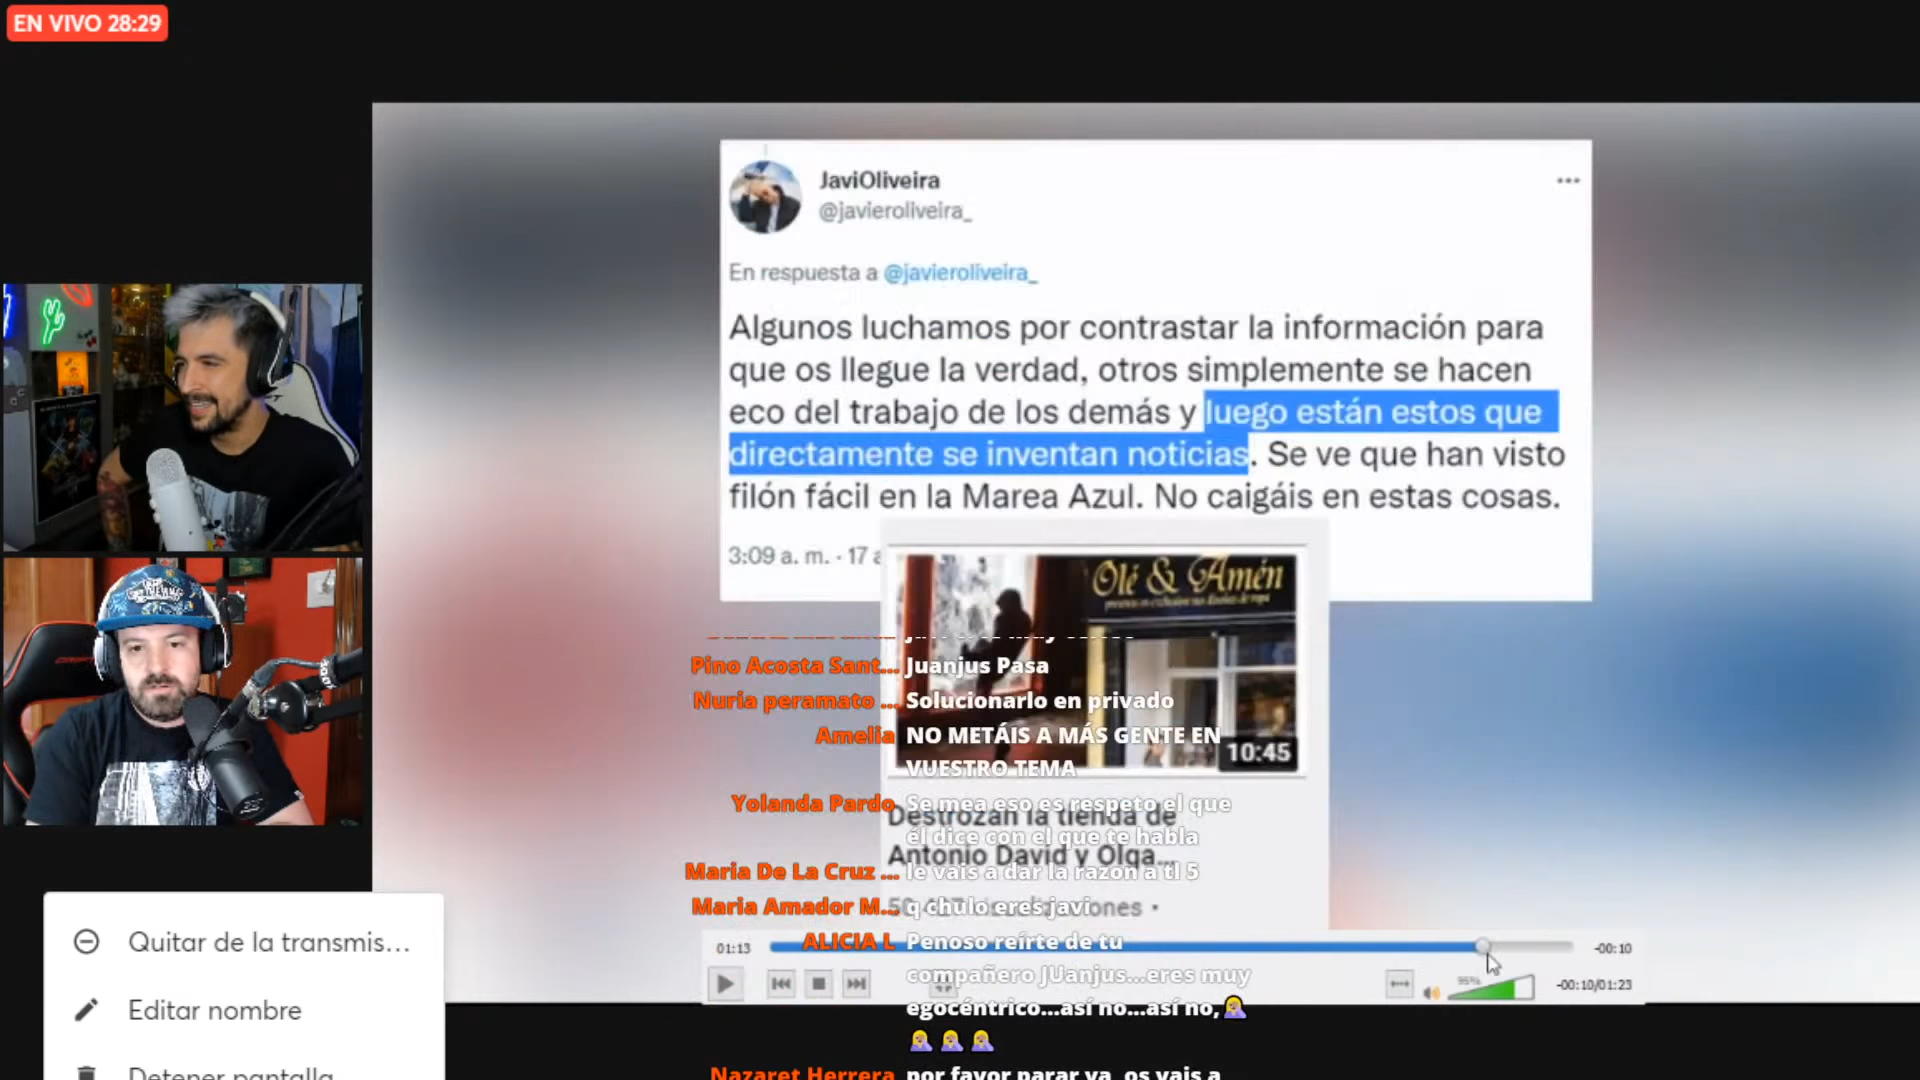 EN VIVO 28:29
JaviOliveira
@javieroliveira_
En respuesta a @javieroliveira_
Algunos luchamos por contrastar la información para
que os llegue la verdad, otros simplemente se hacen
eco del trabajo de los demás y luego están estos que
directamente se inventan noticias. Se ve que han visto
filón fácil en la Marea Azul. No caigáis en estas cosas.
3:09 a. m. · 17 a
Olé & Amén
10:45
Destrozan la tienda de
Antonio David y Olga...
Pino Acosta Sant... Juanjus Pasa
Nuria peramato ... Solucionarlo en privado
Amelia NO METÁIS A MÁS GENTE EN
VUESTRO TEMA
Yolanda Pardo Se mea eso es respeto el que
él dice con el que te habla
Maria De La Cruz ... le vais a dar la razón a tl 5
Maria Amador M... q chulo eres javi
ALICIA L Penoso reírte de tu
compañero JUanjus...eres muy
egocéntrico...así no...así no,🤦‍♀️
🤦‍♀️ 🤦‍♀️ 🤦‍♀️
Nazaret Herrera por favor parar ya, os vais a
01:13
-00:10
95%
-00:10/01:23
Quitar de la transmis...
Editar nombre
Detener pantalla